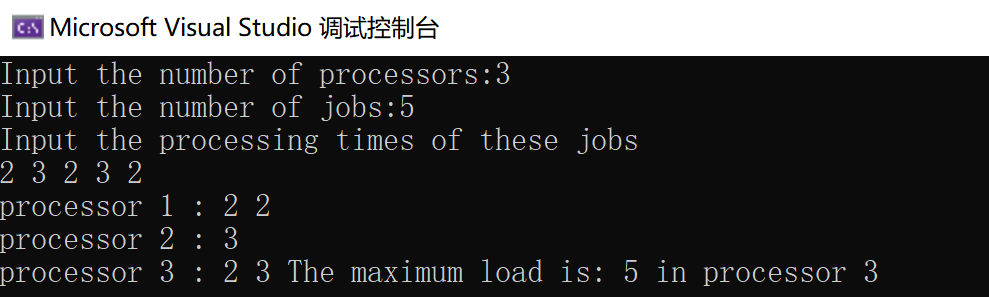 Microsoft Visual Studio 调试控制台
Input the number of processors:3
Input the number of jobs:5
Input the processing times of these jobs
2 3 2 3 2
processor 1 : 2 2
processor 2 : 3
processor 3 : 2 3 The maximum load is: 5 in processor 3